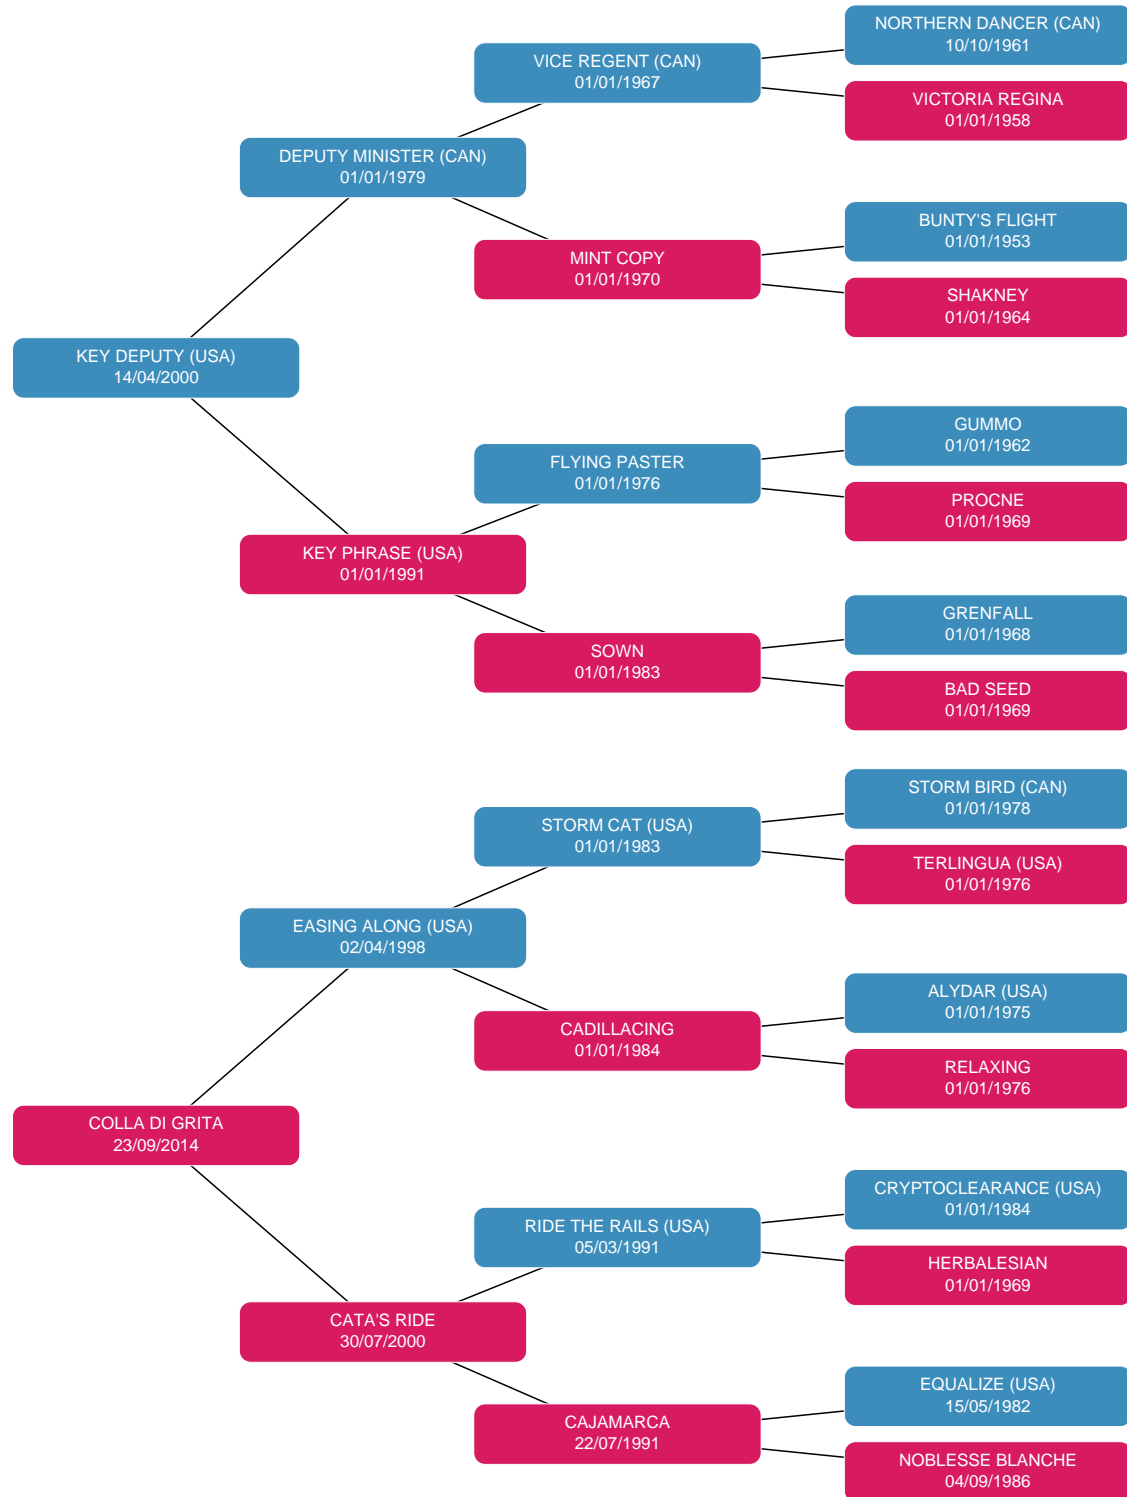 NORTHERN DANCER (CAN)
10/10/1961
VICE REGENT (CAN)
01/01/1967
VICTORIA REGINA
01/01/1958
DEPUTY MINISTER (CAN)
01/01/1979
BUNTY'S FLIGHT
01/01/1953
MINT COPY
01/01/1970
SHAKNEY
01/01/1964
KEY DEPUTY (USA)
14/04/2000
GUMMO
01/01/1962
FLYING PASTER
01/01/1976
PROCNE
01/01/1969
KEY PHRASE (USA)
01/01/1991
GRENFALL
01/01/1968
SOWN
01/01/1983
BAD SEED
01/01/1969
STORM BIRD (CAN)
01/01/1978
STORM CAT (USA)
01/01/1983
TERLINGUA (USA)
01/01/1976
EASING ALONG (USA)
02/04/1998
ALYDAR (USA)
01/01/1975
CADILLACING
01/01/1984
RELAXING
01/01/1976
COLLA DI GRITA
23/09/2014
CRYPTOCLEARANCE (USA)
01/01/1984
RIDE THE RAILS (USA)
05/03/1991
HERBALESIAN
01/01/1969
CATA'S RIDE
30/07/2000
EQUALIZE (USA)
15/05/1982
CAJAMARCA
22/07/1991
NOBLESSE BLANCHE
04/09/1986